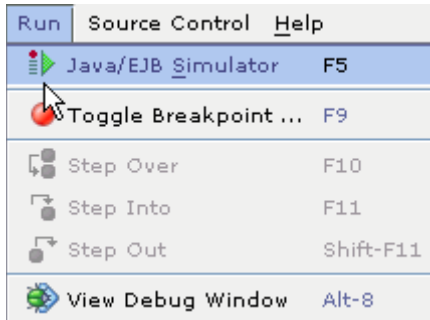 Run Source Control Help
Java/EJB Simulator F5
Toggle Breakpoint ... F9
Step Over F10
Step Into F11
Step Out Shift-F11
View Debug Window Alt-8